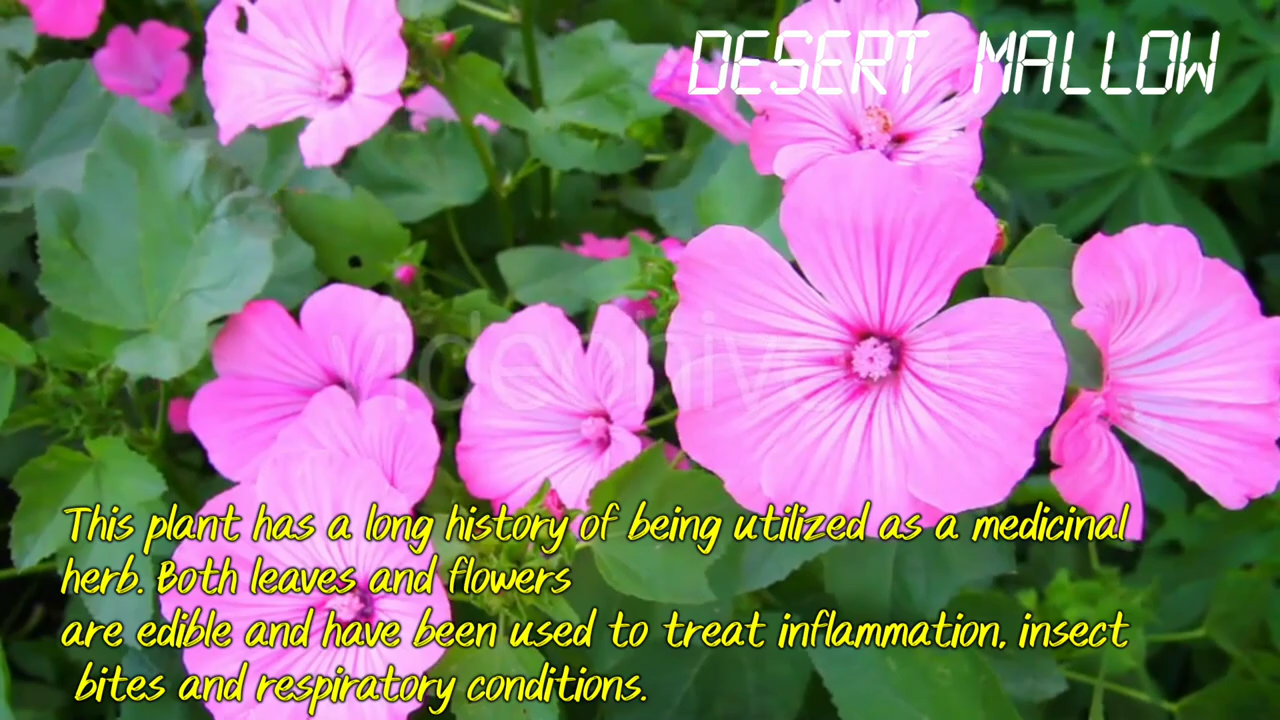 DESERT MALLOW
This plant has a long history of being utilized as a medicinal
herb. Both leaves and flowers
are edible and have been used to treat inflammation, insect
bites and respiratory conditions.
videohive